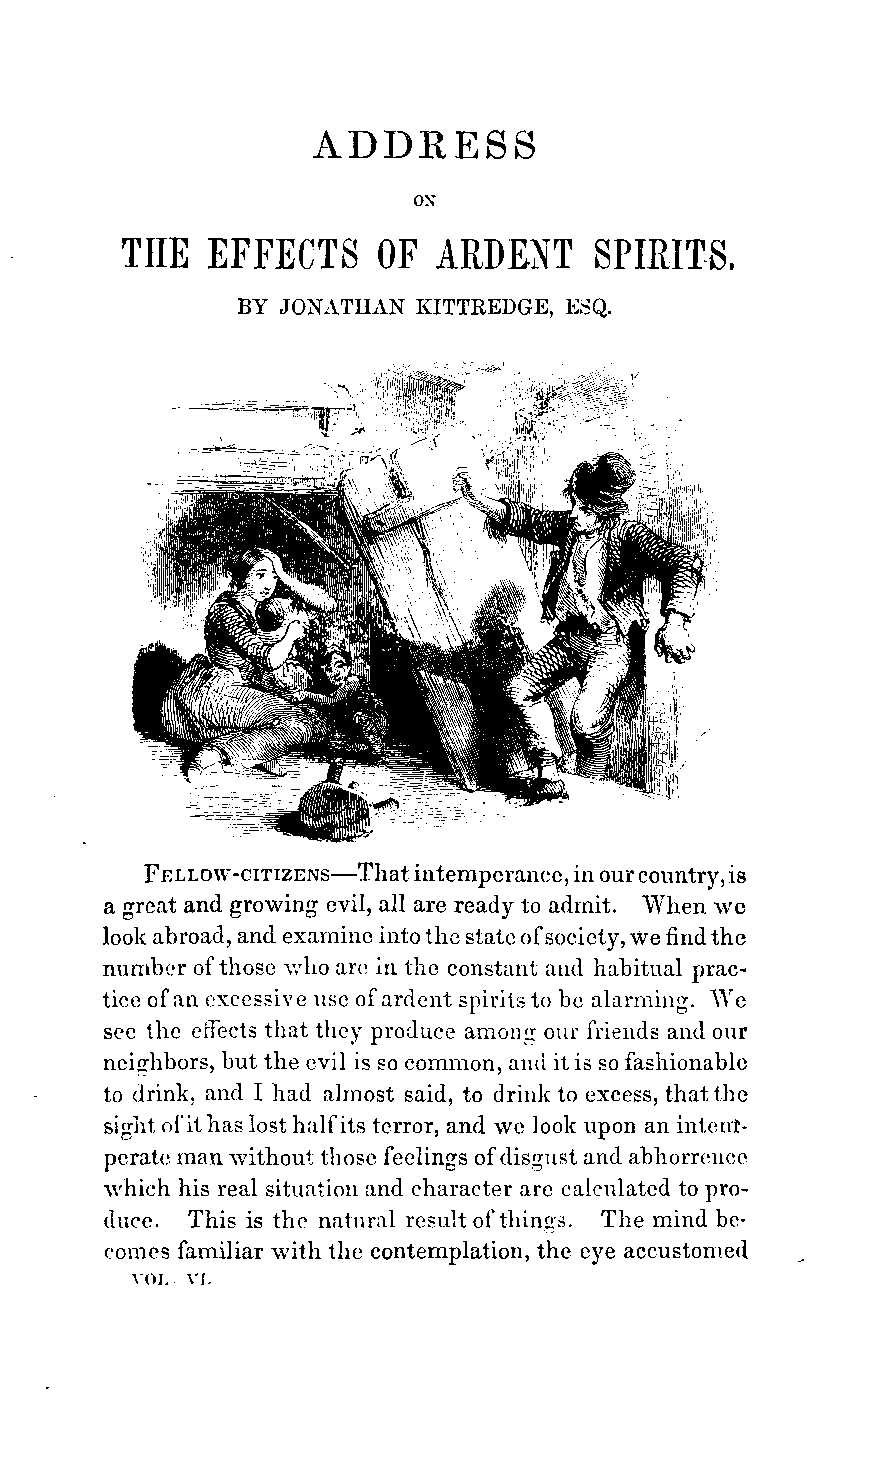 ADDRESS
ON
THE EFFECTS OF ARDENT SPIRITS.
BY JONATHAN KITTREDGE, ESQ.
FELLOW-CITIZENS—That intemperance, in our country, is
a great and growing evil, all are ready to admit. When we
look abroad, and examine into the state of society, we find the
number of those who are in the constant and habitual prac-
tice of an excessive use of ardent spirits to be alarming. We
see the effects that they produce among our friends and our
neighbors, but the evil is so common, and it is so fashionable
to drink, and I had almost said, to drink to excess, that the
sight of it has lost half its terror, and we look upon an intem-
perate man without those feelings of disgust and abhorrence
which his real situation and character are calculated to pro-
duce. This is the natural result of things. The mind be-
comes familiar with the contemplation, the eye accustomed
VOL. VI.